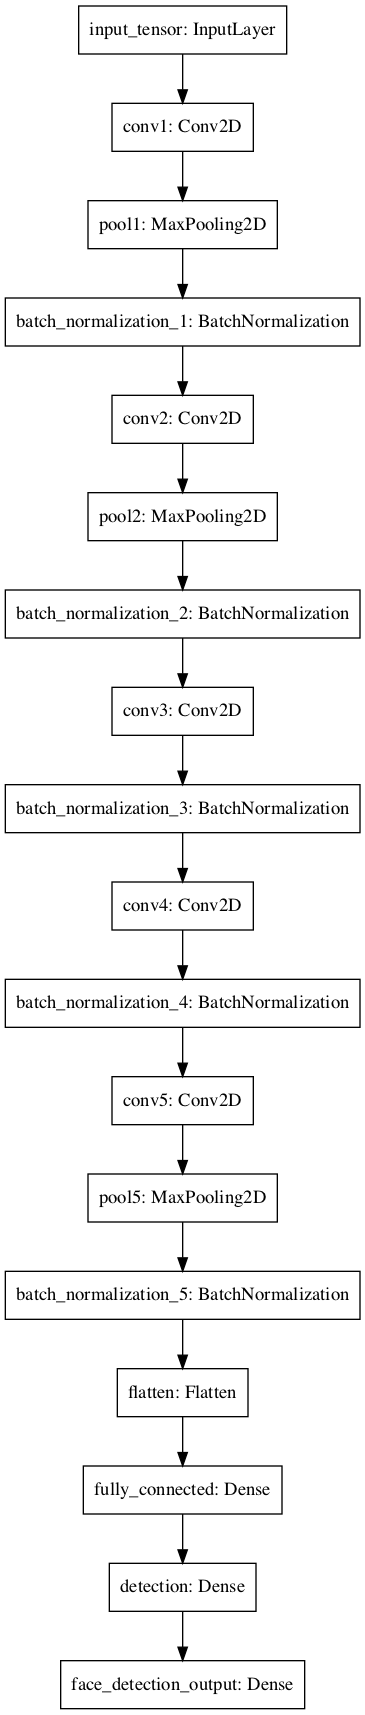 input_tensor: InputLayer
conv1: Conv2D
pool1: MaxPooling2D
batch_normalization_1: BatchNormalization
conv2: Conv2D
pool2: MaxPooling2D
batch_normalization_2: BatchNormalization
conv3: Conv2D
batch_normalization_3: BatchNormalization
conv4: Conv2D
batch_normalization_4: BatchNormalization
conv5: Conv2D
pool5: MaxPooling2D
batch_normalization_5: BatchNormalization
flatten: Flatten
fully_connected: Dense
detection: Dense
face_detection_output: Dense